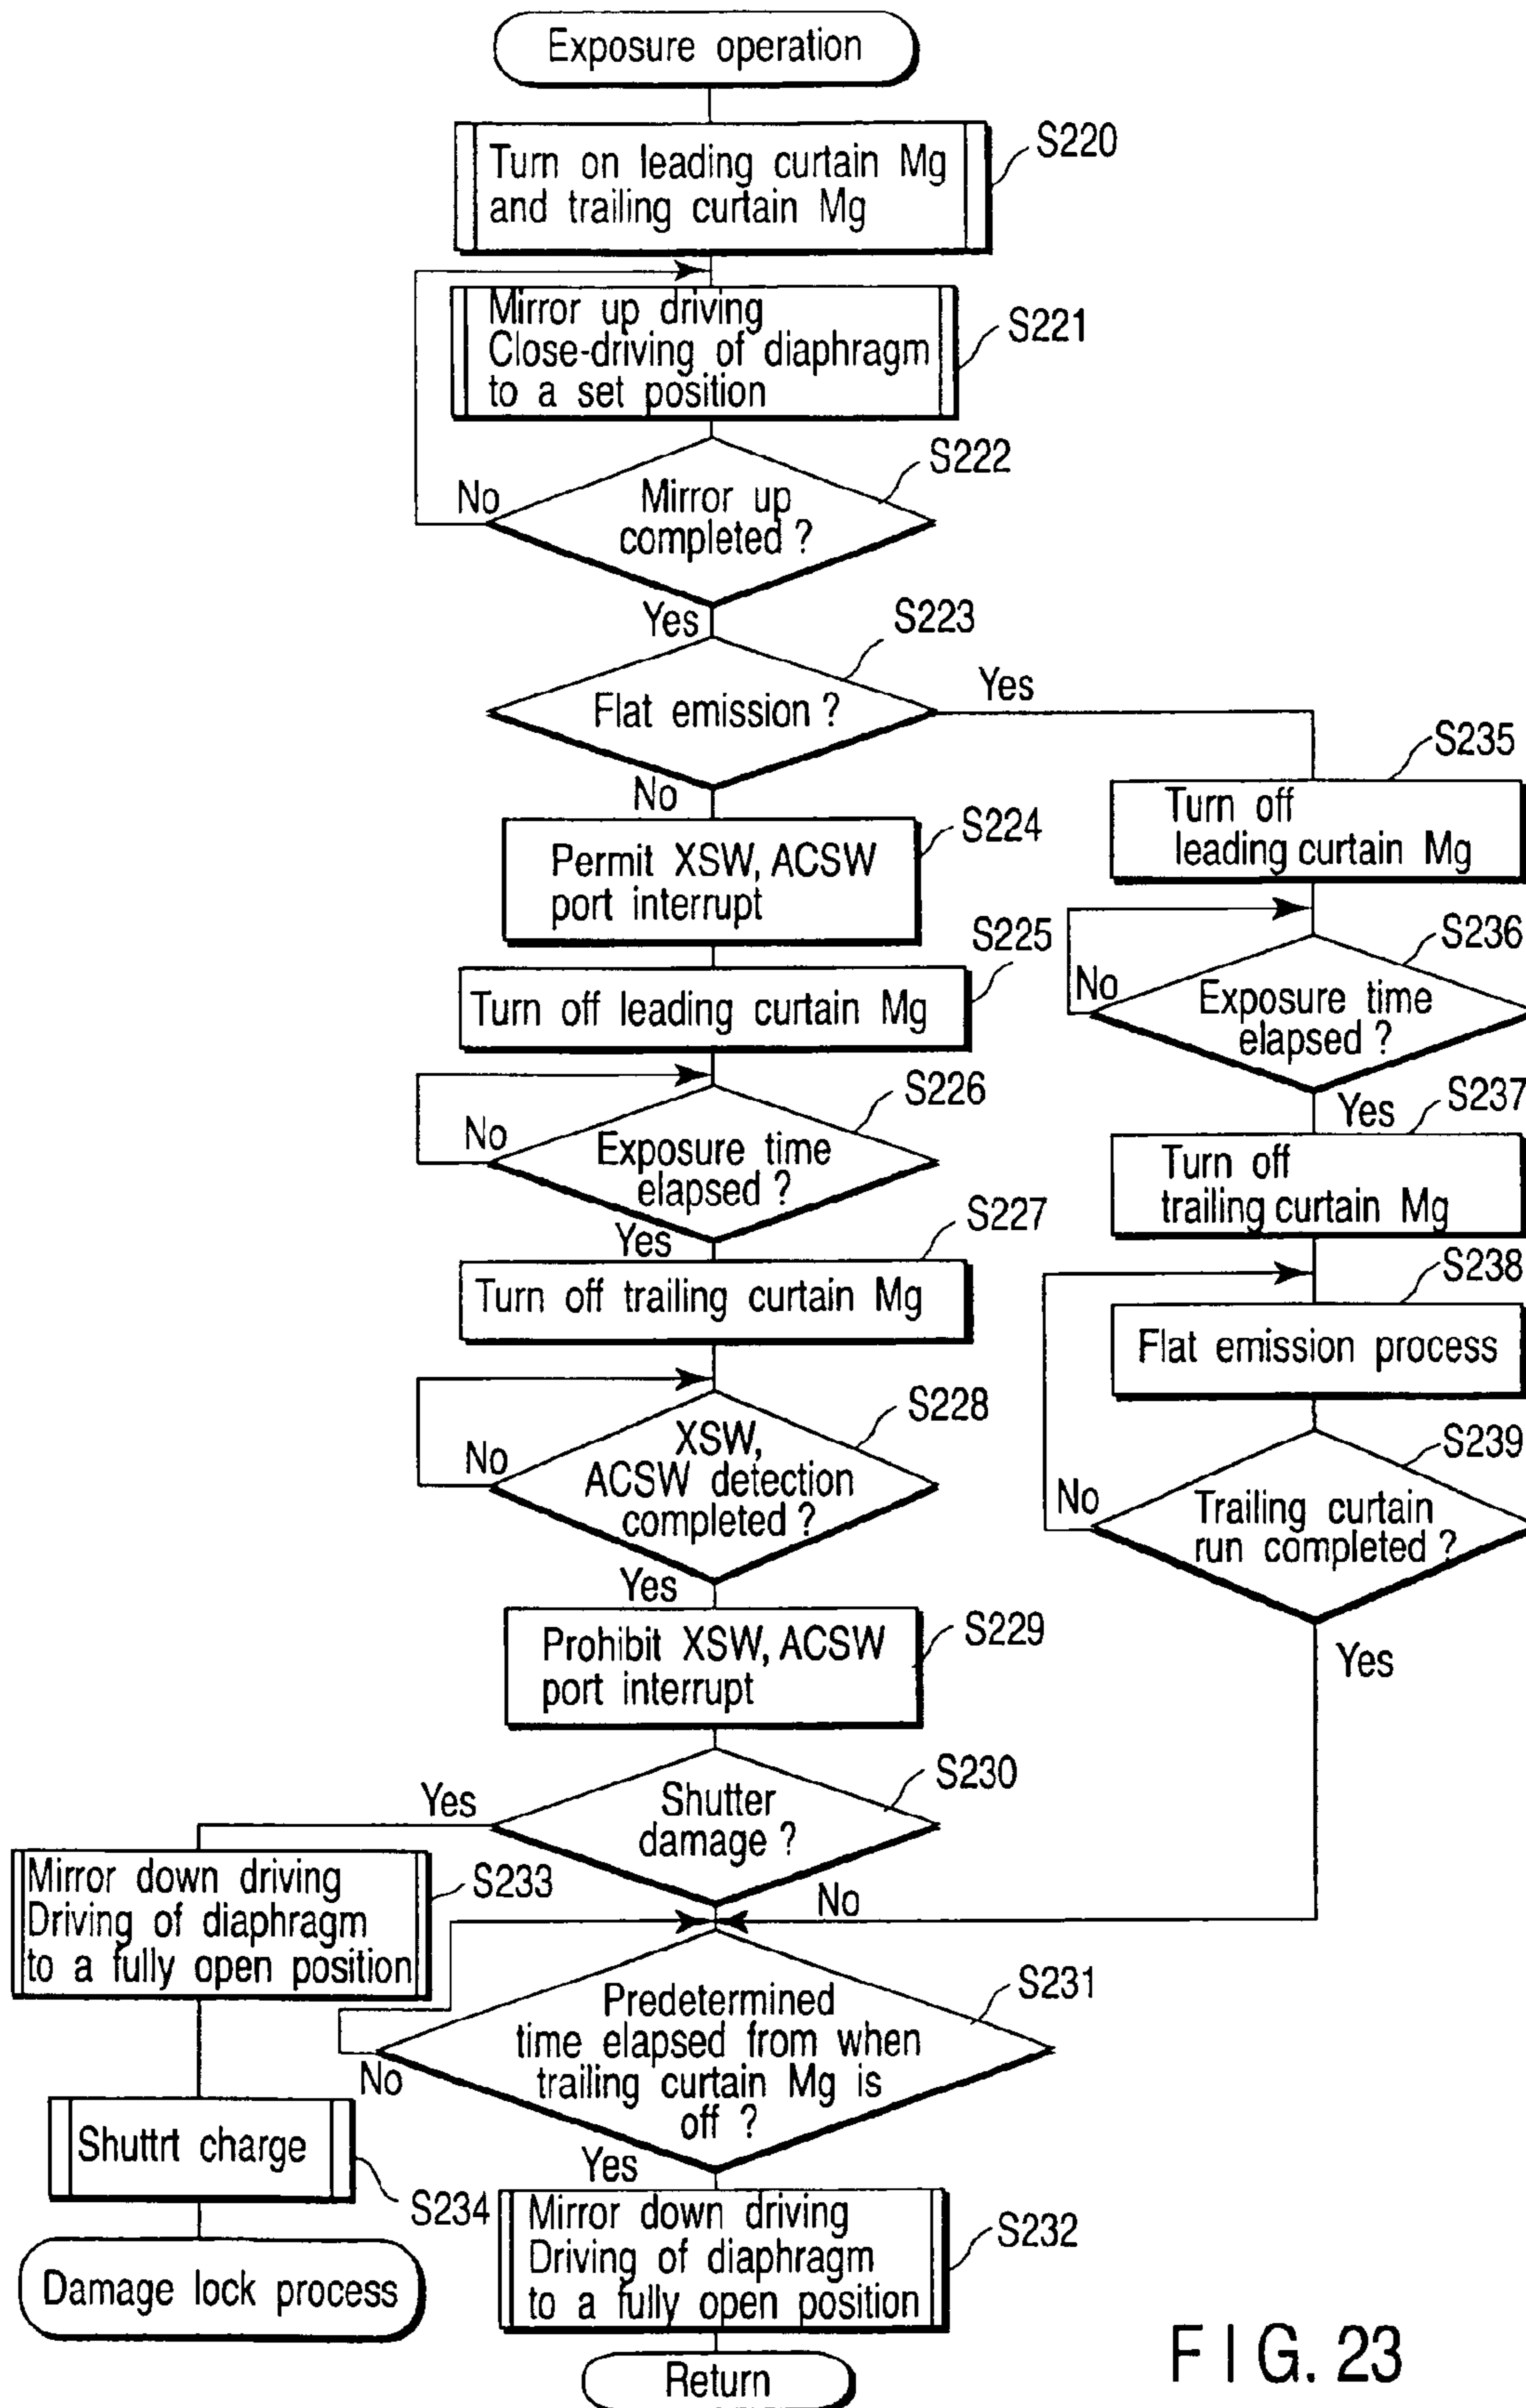 Exposure operation
Turn on leading curtain Mg
and trailing curtain Mg
S220
Mirror up driving
Close-driving of diaphragm
to a set position
S221
S222
No
Mirror up
completed ?
Yes
S223
Flat emission ?
Yes
No
S224
Permit XSW, ACSW
port interrupt
S225
Turn off leading curtain Mg
S226
No
Exposure time
elapsed ?
Yes
S227
Turn off trailing curtain Mg
S228
No
XSW,
ACSW detection
completed ?
Yes
S229
Prohibit XSW, ACSW
port interrupt
S230
Yes
Shutter
damage ?
No
S235
Turn off
leading curtain Mg
S236
No
Exposure time
elapsed ?
Yes
S237
Turn off
trailing curtain Mg
S238
Flat emission process
S239
No
Trailing curtain
run completed ?
Yes
Mirror down driving
Driving of diaphragm
to a fully open position
S233
Shuttrt charge
S234
Damage lock process
S231
Predetermined
time elapsed from when
trailing curtain Mg is
off ?
No
Yes
Mirror down driving
Driving of diaphragm
to a fully open position
S232
Return
FIG. 23